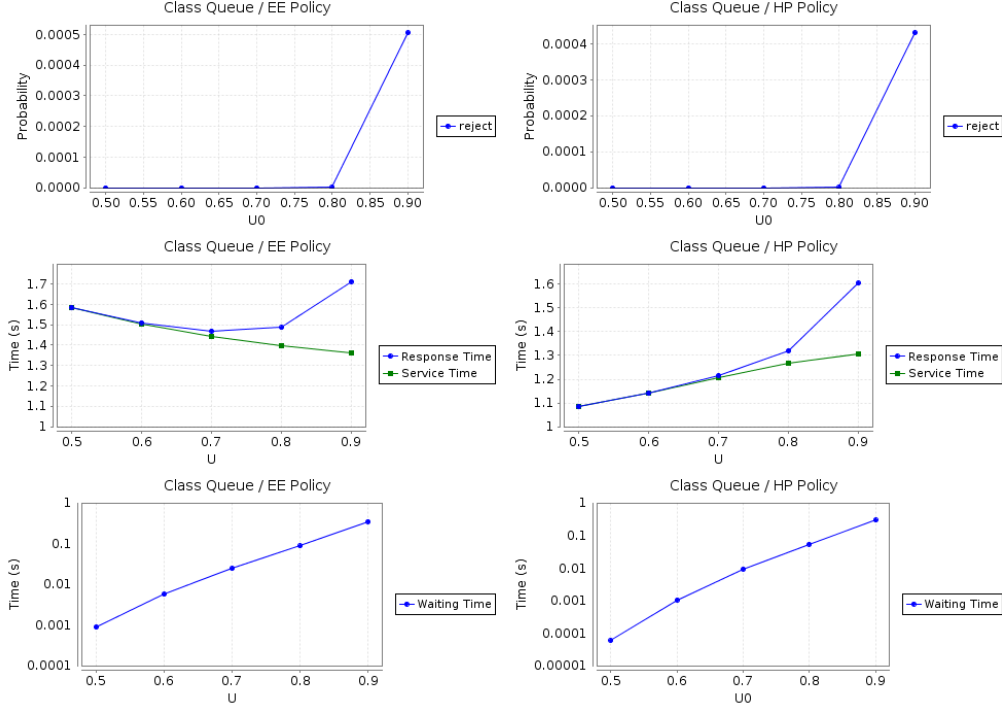 Class Queue / EE Policy
0.0005
0.0004
0.0003
0.0002
0.0001
0.0000
Probability
0.50 0.55 0.60 0.65 0.70 0.75 0.80 0.85 0.90
U0
reject
Class Queue / HP Policy
0.0004
0.0003
0.0002
0.0001
0.0000
Probability
0.50 0.55 0.60 0.65 0.70 0.75 0.80 0.85 0.90
U0
reject
Class Queue / EE Policy
1.7
1.6
1.5
1.4
1.3
1.2
1.1
1
Time (s)
0.5 0.6 0.7 0.8 0.9
U
Response Time
Service Time
Class Queue / HP Policy
1.6
1.5
1.4
1.3
1.2
1.1
1
Time (s)
0.5 0.6 0.7 0.8 0.9
U
Response Time
Service Time
Class Queue / EE Policy
1
0.1
0.01
0.001
0.0001
Time (s)
0.5 0.6 0.7 0.8 0.9
U
Waiting Time
Class Queue / HP Policy
1
0.1
0.01
0.001
0.0001
0.00001
Time (s)
0.5 0.6 0.7 0.8 0.9
U0
Waiting Time